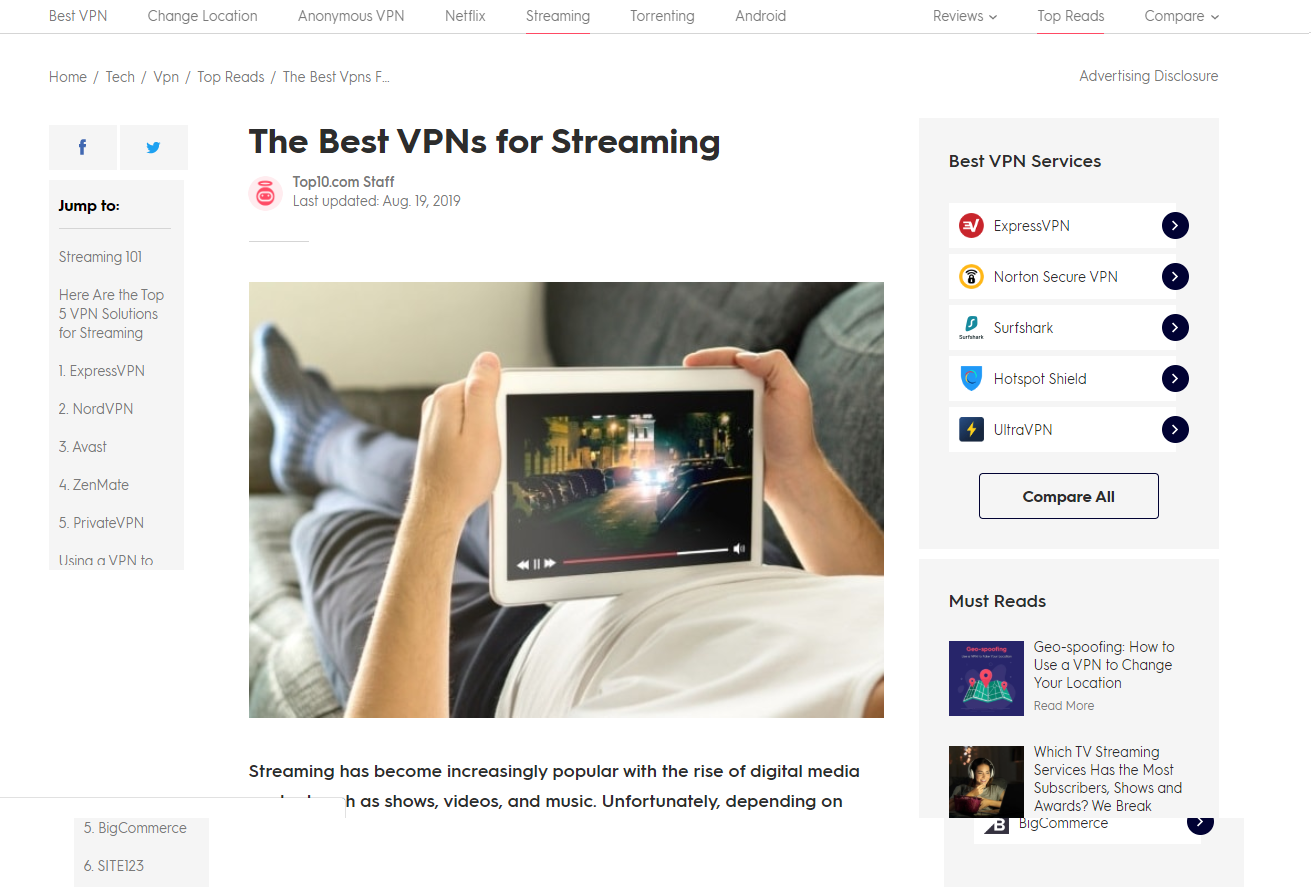 Best VPN Change Location Anonymous VPN Netflix Streaming Torrenting Android Reviews Top Reads Compare
Home / Tech / Vpn / Top Reads / The Best Vpns F...
Advertising Disclosure
Jump to:
Streaming 101
Here Are the Top
5 VPN Solutions
for Streaming
1. ExpressVPN
2. NordVPN
3. Avast
4. ZenMate
5. PrivateVPN
Using a VPN to
The Best VPNs for Streaming
Top10.com Staff
Last updated: Aug. 19, 2019
Streaming has become increasingly popular with the rise of digital media
as shows, videos, and music. Unfortunately, depending on
Best VPN Services
ExpressVPN
Norton Secure VPN
Surfshark
Surfshark
Hotspot Shield
UltraVPN
Compare All
Must Reads
Geo-spoofing
Geo-spoofing: How to
Use a VPN to Change
Your Location
Read More
Which TV Streaming
Services Has the Most
Subscribers, Shows and
Awards? We Break
5. BigCommerce
6. SITE123
B BigCommerce